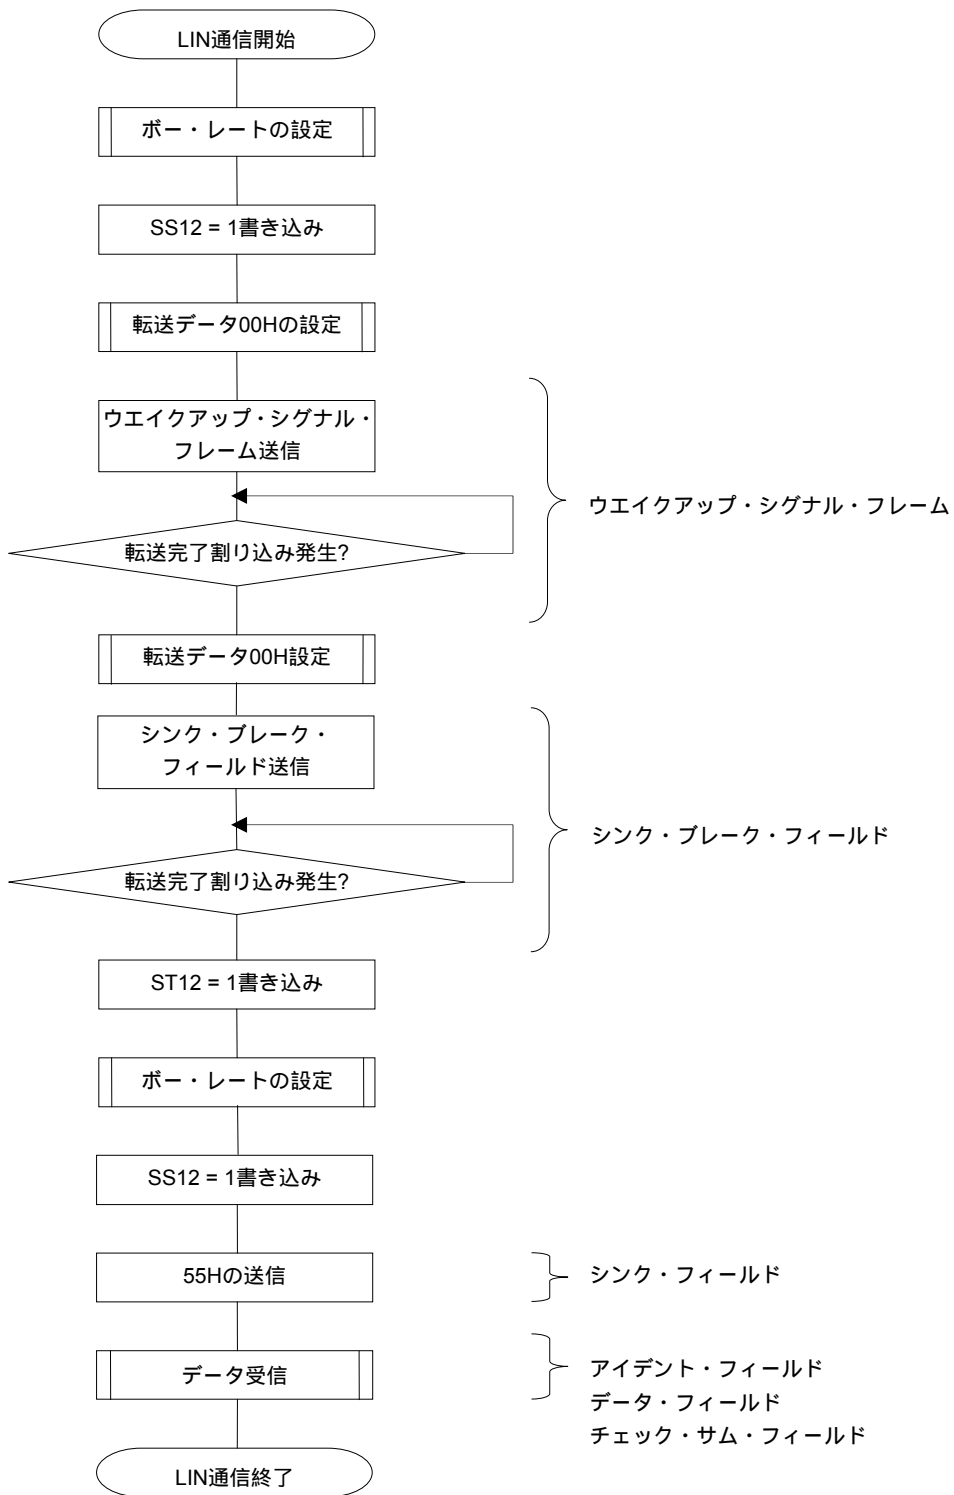 LIN通信開始
ボー・レートの設定
SS12 = 1書き込み
転送データ00Hの設定
ウエイクアップ・シグナル・
フレーム送信
ウエイクアップ・シグナル・フレーム
転送完了割り込み発生?
転送データ00H設定
シンク・ブレーク・
フィールド送信
シンク・ブレーク・フィールド
転送完了割り込み発生?
ST12 = 1書き込み
ボー・レートの設定
SS12 = 1書き込み
55Hの送信
シンク・フィールド
データ受信
アイデント・フィールド
データ・フィールド
チェック・サム・フィールド
LIN通信終了